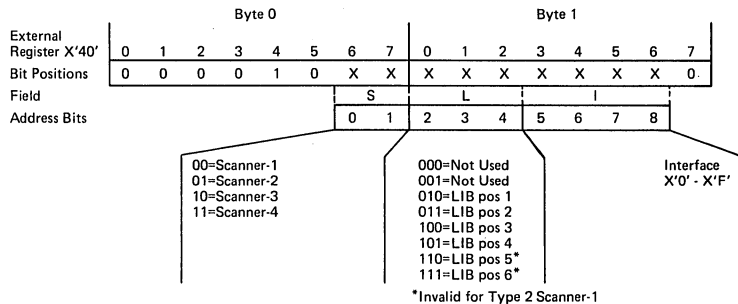 Byte 0 Byte 1
External
Register X'40' 0 1 2 3 4 5 6 7 0 1 2 3 4 5 6 7
Bit Positions 0 0 0 0 1 0 X X X X X X X X X 0
Field S L I
Address Bits 0 1 2 3 4 5 6 7 8
00=Scanner-1
01=Scanner-2
10=Scanner-3
11=Scanner-4
000=Not Used
001=Not Used
010=LIB pos 1
011=LIB pos 2
100=LIB pos 3
101=LIB pos 4
110=LIB pos 5*
111=LIB pos 6*
*Invalid for Type 2 Scanner-1
Interface
X'0' - X'F'